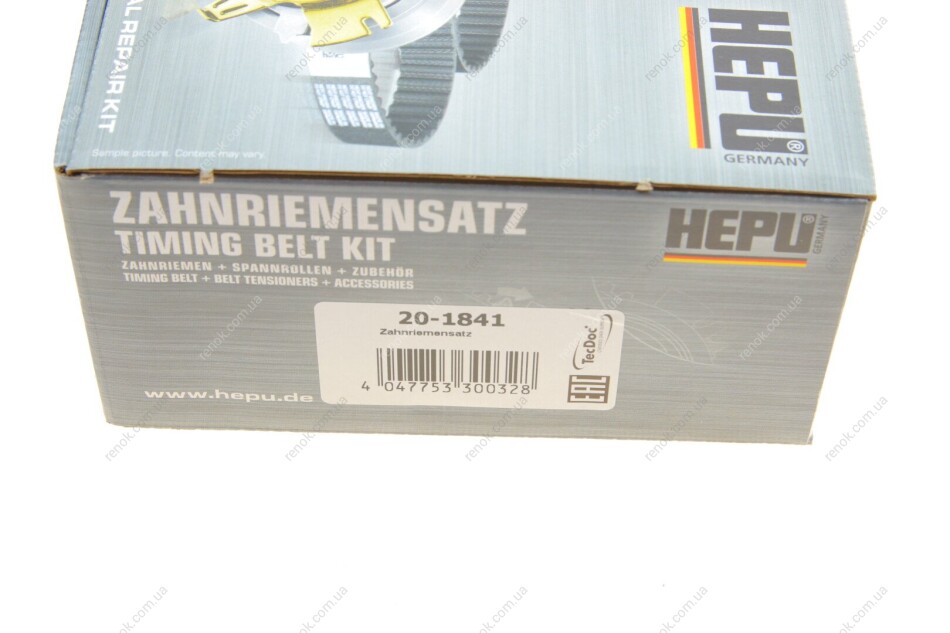 AL REPAIR KIT
Sample picture. Content may vary.
HEPU®
GERMANY
ZAHNRIEMENSATZ
TIMING BELT KIT
ZAHNRIEMEN + SPANNROLLEN + ZUBEHÖR
TIMING BELT + BELT TENSIONERS + ACCESSORIES
HEPU®
GERMANY
20-1841
Zahnriemensatz
TecDoc
4 047753 300328
EAC
www.hepu.de
renok.com.ua